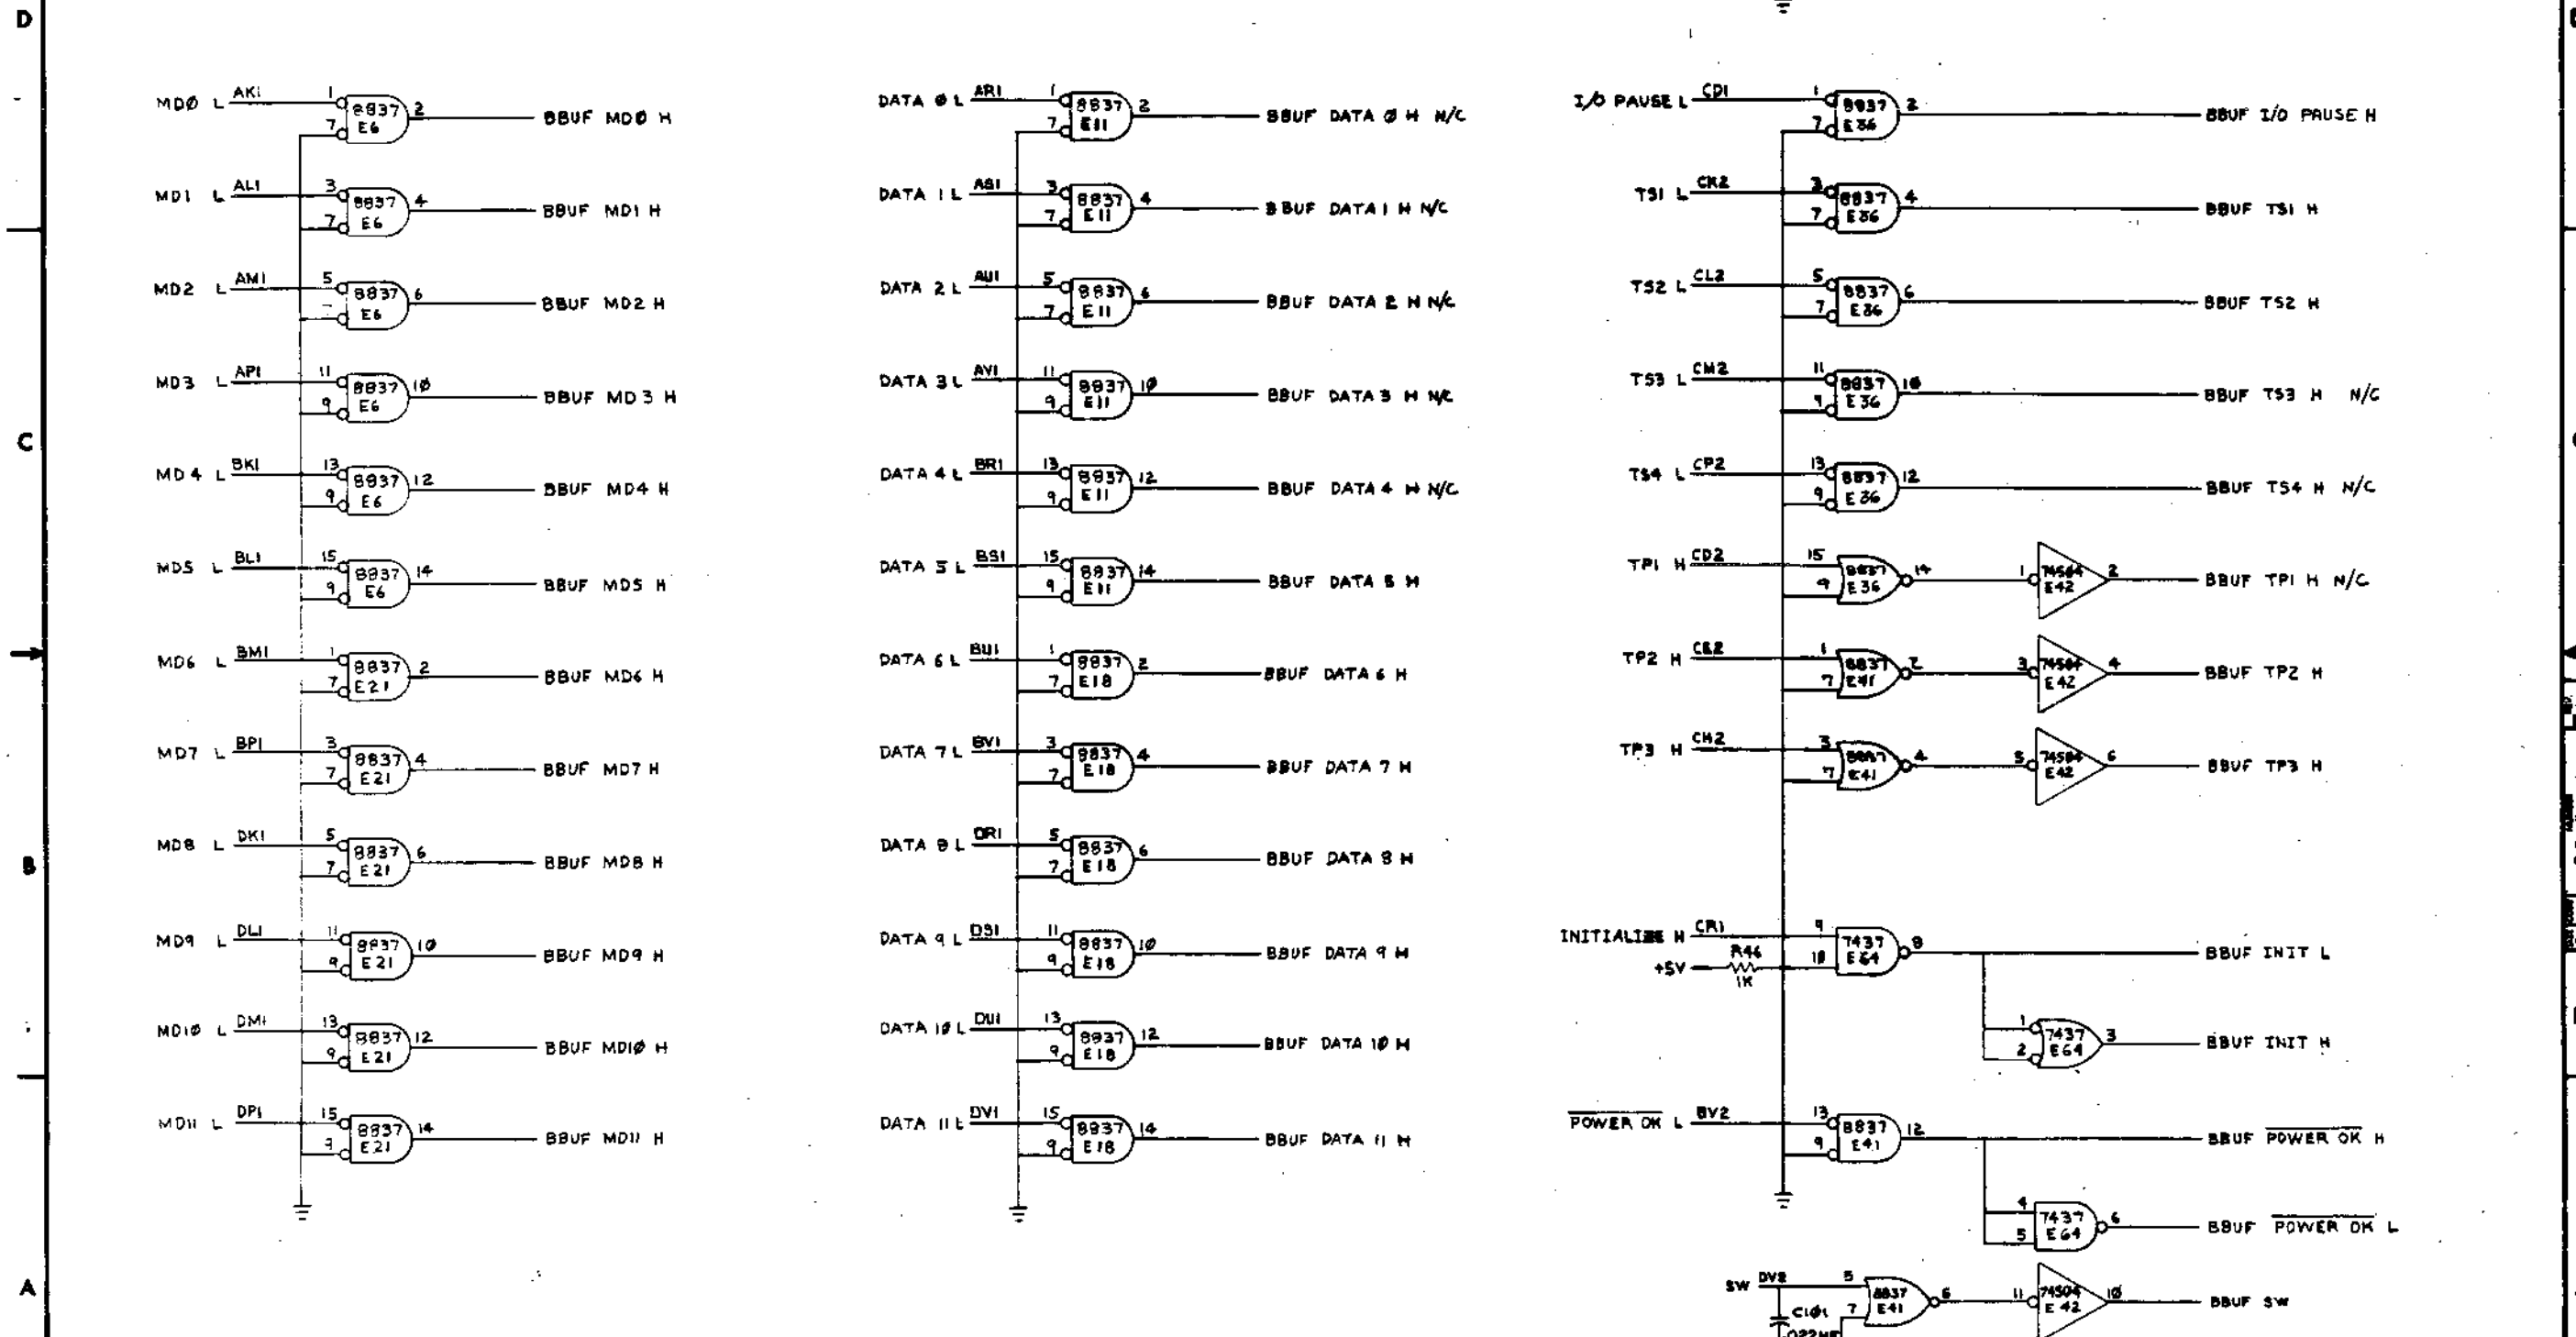 D
MDØ L AK1 1 7 8837 E6 2 BBUF MDØ H
MD1 L AL1 3 7 8837 E6 4 BBUF MD1 H
MD2 L AM1 5 7 8837 E6 6 BBUF MD2 H
MD3 L AP1 11 9 8837 E6 1Ø BBUF MD3 H
MD4 L BK1 13 9 8837 E6 12 BBUF MD4 H
MD5 L BL1 15 9 8837 E6 14 BBUF MD5 H
MD6 L BM1 1 7 8837 E21 2 BBUF MD6 H
MD7 L BP1 3 7 8837 E21 4 BBUF MD7 H
MD8 L DK1 5 7 8837 E21 6 BBUF MD8 H
MD9 L DL1 11 9 8837 E21 1Ø BBUF MD9 H
MD1Ø L DM1 13 9 8837 E21 12 BBUF MD1Ø H
MD11 L DP1 15 9 8837 E21 14 BBUF MD11 H
DATA Ø L AR1 1 7 8837 E11 2 BBUF DATA Ø H N/C
DATA 1 L AS1 3 7 8837 E11 4 BBUF DATA 1 H N/C
DATA 2 L AU1 5 7 8837 E11 6 BBUF DATA 2 H N/C
DATA 3 L AV1 11 9 8837 E11 1Ø BBUF DATA 3 H N/C
DATA 4 L BR1 13 9 8837 E11 12 BBUF DATA 4 H N/C
DATA 5 L BS1 15 9 8837 E11 14 BBUF DATA 5 H
DATA 6 L BU1 1 7 8837 E18 2 BBUF DATA 6 H
DATA 7 L BV1 3 7 8837 E18 4 BBUF DATA 7 H
DATA 8 L DR1 5 7 8837 E18 6 BBUF DATA 8 H
DATA 9 L DS1 11 9 8837 E18 1Ø BBUF DATA 9 H
DATA 1Ø L DU1 13 9 8837 E18 12 BBUF DATA 1Ø H
DATA 11 L DV1 15 9 8837 E18 14 BBUF DATA 11 H
I/O PAUSE L CD1 1 7 8837 E36 2 BBUF I/O PAUSE H
TS1 L CK2 3 7 8837 E36 4 BBUF TS1 H
TS2 L CL2 5 7 8837 E36 6 BBUF TS2 H
TS3 L CM2 11 9 8837 E36 1Ø BBUF TS3 H N/C
TS4 L CP2 13 9 8837 E36 12 BBUF TS4 H N/C
TP1 H CD2 15 9 8837 E36 14 1 74S04 E42 2 BBUF TP1 H N/C
TP2 H CE2 1 7 8837 E41 2 3 74S04 E42 4 BBUF TP2 H
TP3 H CH2 3 7 8837 E41 4 5 74S04 E42 6 BBUF TP3 H
INITIALIZE H CR1 9 7437 E64 8 BBUF INIT L
+5V R46 1K 1Ø
1 2 7437 E64 3 BBUF INIT H
POWER OK L BV2 13 9 8837 E41 12 BBUF POWER OK H
4 5 7437 E64 6 BBUF POWER OK L
SW DV2 5 7 8837 E41 6 11 74S04 E42 1Ø BBUF SW
C101
C
B
A